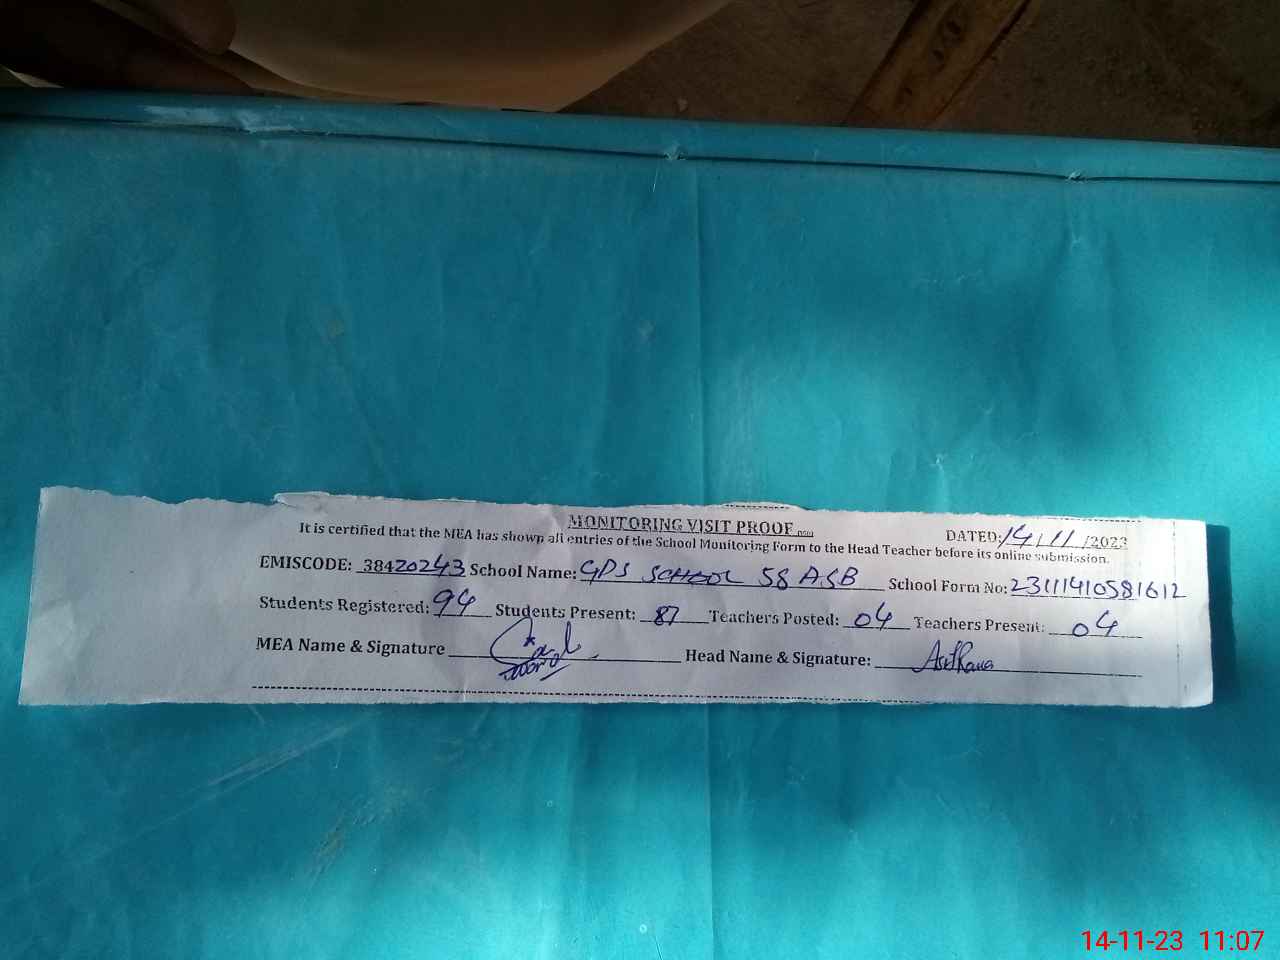 MONITORING VISIT PROOF
DATED: 14/11/2023
It is certified that the MEA has shown all entries of the School Monitoring Form to the Head Teacher before its online submission.
EMISCODE: 38420243 School Name: GPS SCHOOL 58 ASB School Form No: 23111410581612
Students Registered: 94 Students Present: 87 Teachers Posted: 04 Teachers Present: 04
MEA Name & Signature Head Name & Signature:
14-11-23 11:07